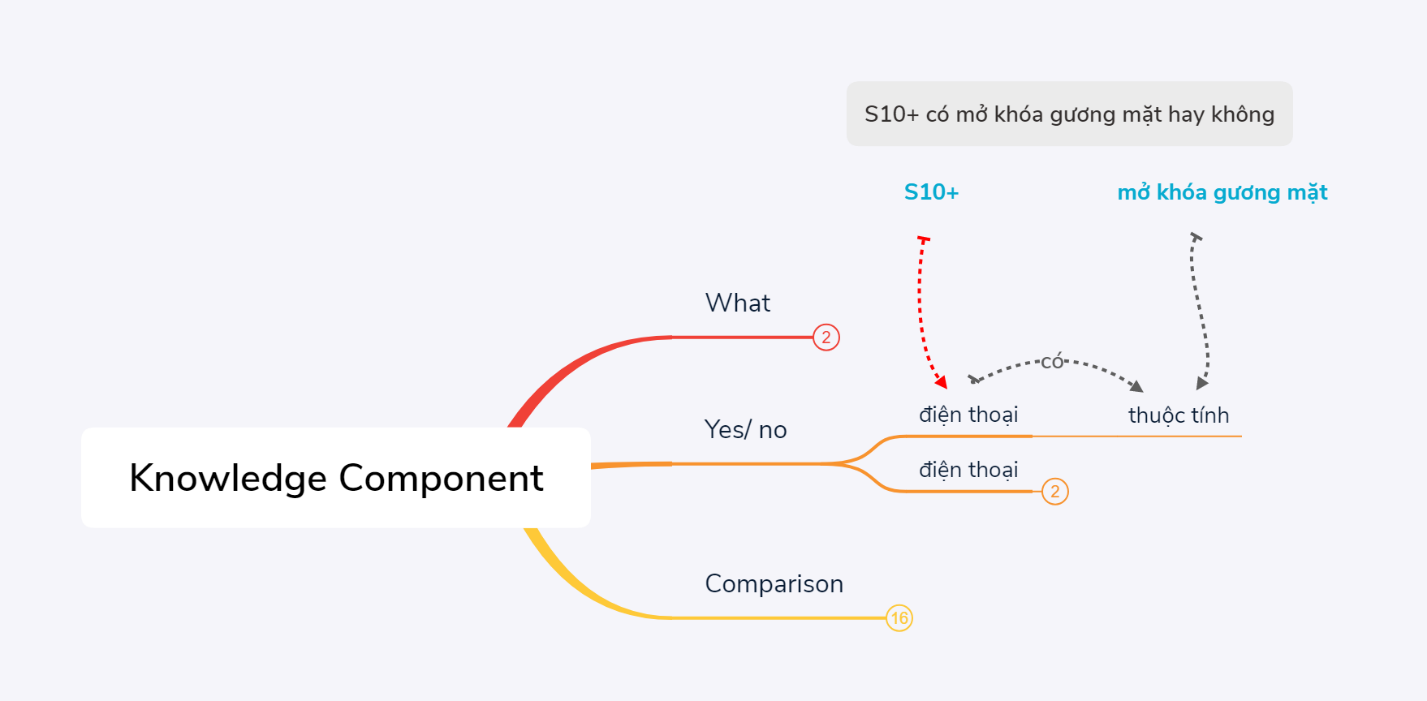 S10+ có mở khóa gương mặt hay không
S10+
mở khóa gương mặt
What
2
có
điện thoại
thuộc tính
Yes/ no
điện thoại
2
Knowledge Component
Comparison
16